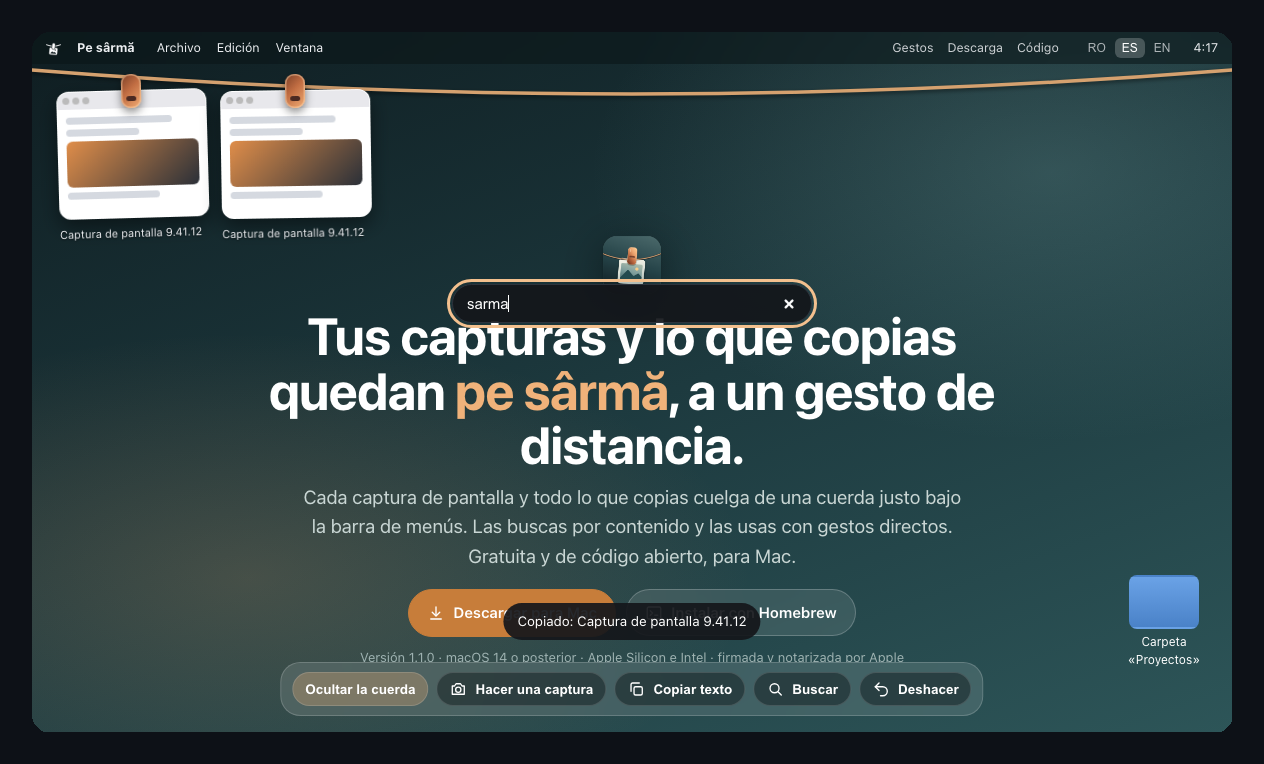 Pe sârmă Archivo Edición Ventana Gestos Descarga Código RO ES EN 4:17
Captura de pantalla 9.41.12 Captura de pantalla 9.41.12
sarma
Tus capturas y lo que copias
quedan pe sârmă, a un gesto de
distancia.
Cada captura de pantalla y todo lo que copias cuelga de una cuerda justo bajo
la barra de menús. Las buscas por contenido y las usas con gestos directos.
Gratuita y de código abierto, para Mac.
Descargar para Mac Instalar con Homebrew
Copiado: Captura de pantalla 9.41.12
Carpeta
«Proyectos»
Versión 1.1.0 · macOS 14 o posterior · Apple Silicon e Intel · firmada y notarizada por Apple
Ocultar la cuerda Hacer una captura Copiar texto Buscar Deshacer